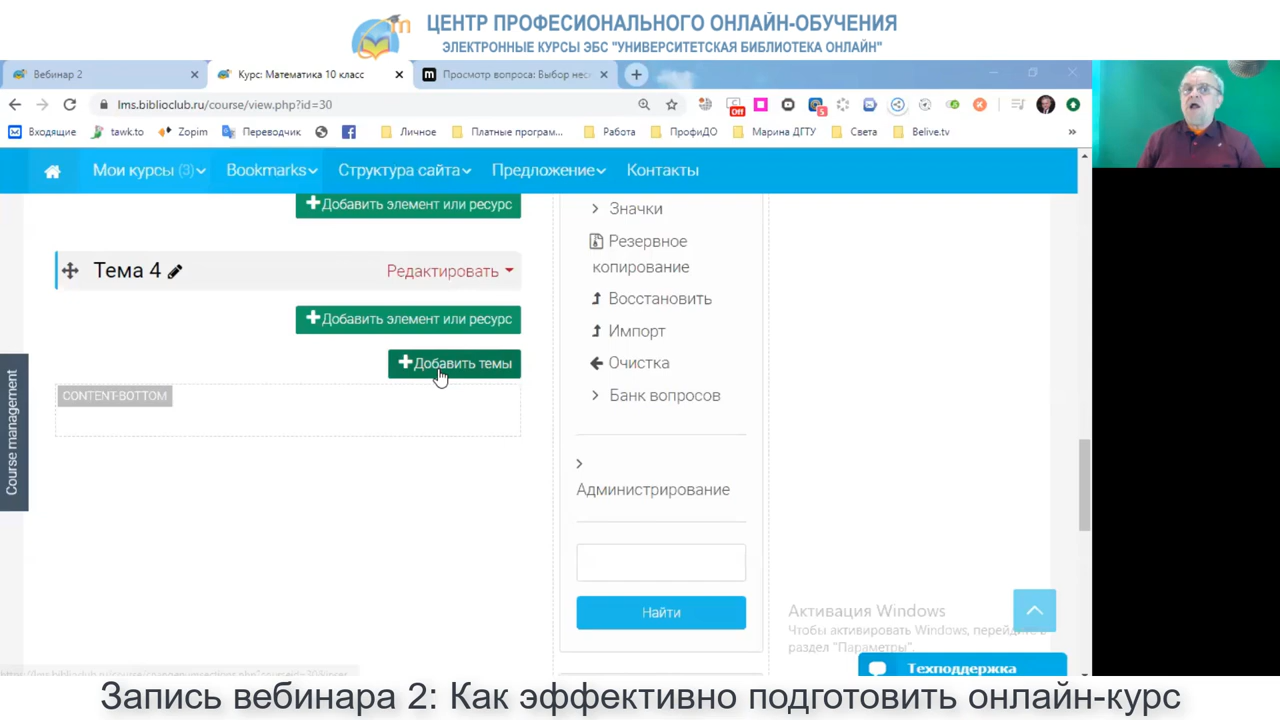 ЦЕНТР ПРОФЕСИОНАЛЬНОГО ОНЛАЙН-ОБУЧЕНИЯ
ЭЛЕКТРОННЫЕ КУРСЫ ЭБС "УНИВЕРСИТЕТСКАЯ БИБЛИОТЕКА ОНЛАЙН"
Вебинар 2
Курс: Математика 10 класс
Просмотр вопроса: Выбор нес
lms.biblioclub.ru/course/view.php?id=30
Off
5
Входящие
tawk.to
Zopim
Переводчик
Личное
Платные програм...
Работа
ПрофиДО
Марина ДГТУ
Света
Belive.tv
Мои курсы (3)
Bookmarks
Структура сайта
Предложение
Контакты
Добавить элемент или ресурс
Тема 4
Редактировать
Добавить элемент или ресурс
Добавить темы
CONTENT-BOTTOM
Course management
Значки
Резервное
копирование
Восстановить
Импорт
Очистка
Банк вопросов
Администрирование
Найти
Активация Windows
Чтобы активировать Windows, перейдите в
раздел "Параметры".
Техподдержка
Запись вебинара 2: Как эффективно подготовить онлайн-курс